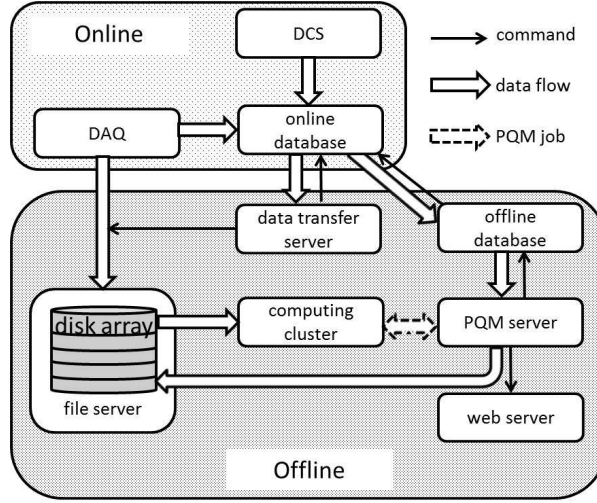 Online
DCS
command
data flow
PQM job
DAQ
online
database
data transfer
server
offline
database
disk array
computing
cluster
PQM server
file server
web server
Offline